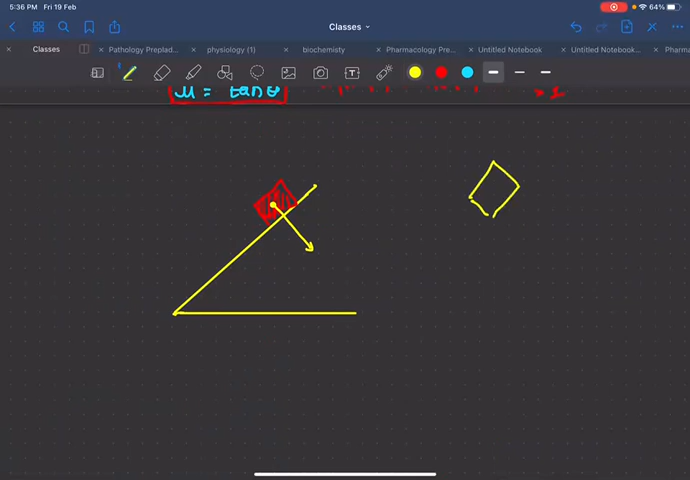 5:36 PM Fri 19 Feb
64%
Classes
Classes
Pathology Preplad...
physiology (1)
biochemisty
Pharmacology Pre...
Untitled Notebook
Untitled Notebook...
Pharma
μ = tanθ